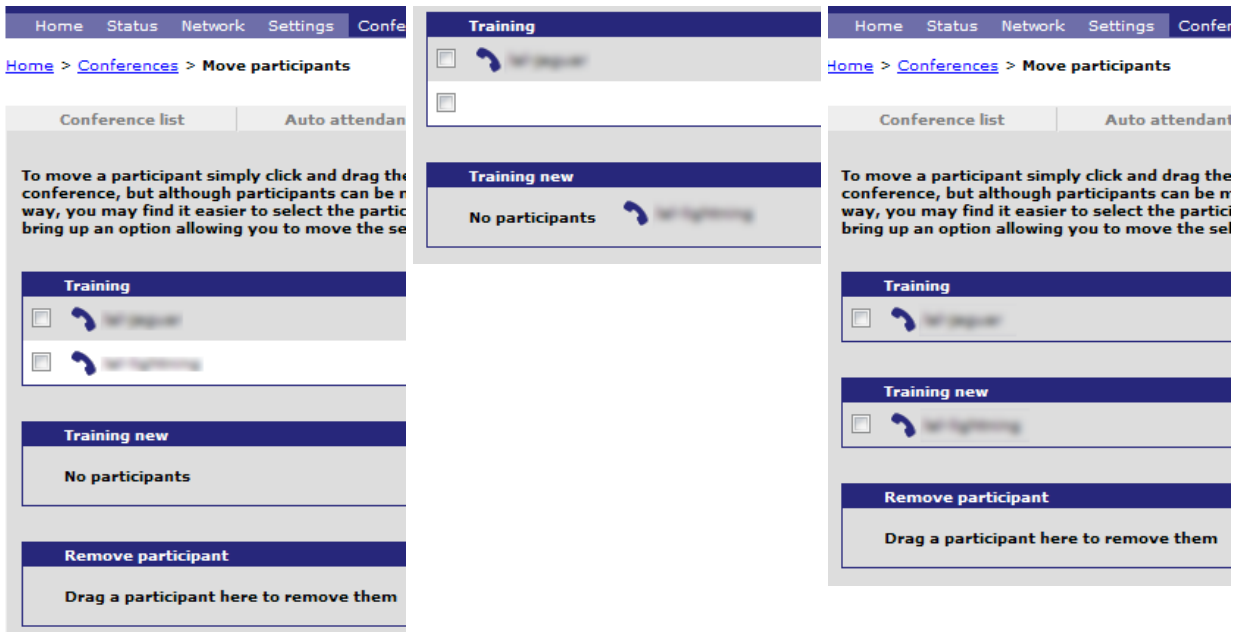 Home Status Network Settings Confe
Home > Conferences > Move participants
Conference list Auto attendan
To move a participant simply click and drag the
conference, but although participants can be
way, you may find it easier to select the partic
bring up an option allowing you to move the se
Training
Training new
No participants
Remove participant
Drag a participant here to remove them
Training
Training new
No participants
Home Status Network Settings Confer
Home > Conferences > Move participants
Conference list Auto attendant
To move a participant simply click and drag the
conference, but although participants can be
way, you may find it easier to select the partici
bring up an option allowing you to move the sel
Training
Training new
Remove participant
Drag a participant here to remove them